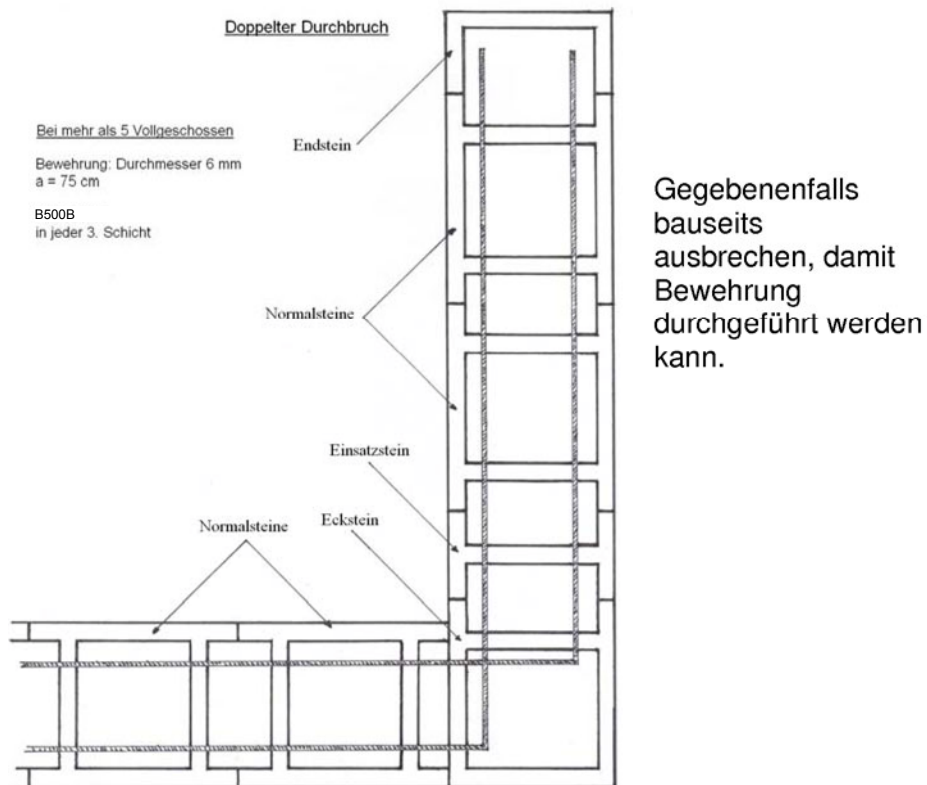 Doppelter Durchbruch
Bei mehr als 5 Vollgeschossen
Bewehrung: Durchmesser 6 mm
a = 75 cm
B500B
in jeder 3. Schicht
Endstein
Normalsteine
Einsatzstein
Eckstein
Normalsteine
Gegebenenfalls
bauseits
ausbrechen, damit
Bewehrung
durchgeführt werden
kann.